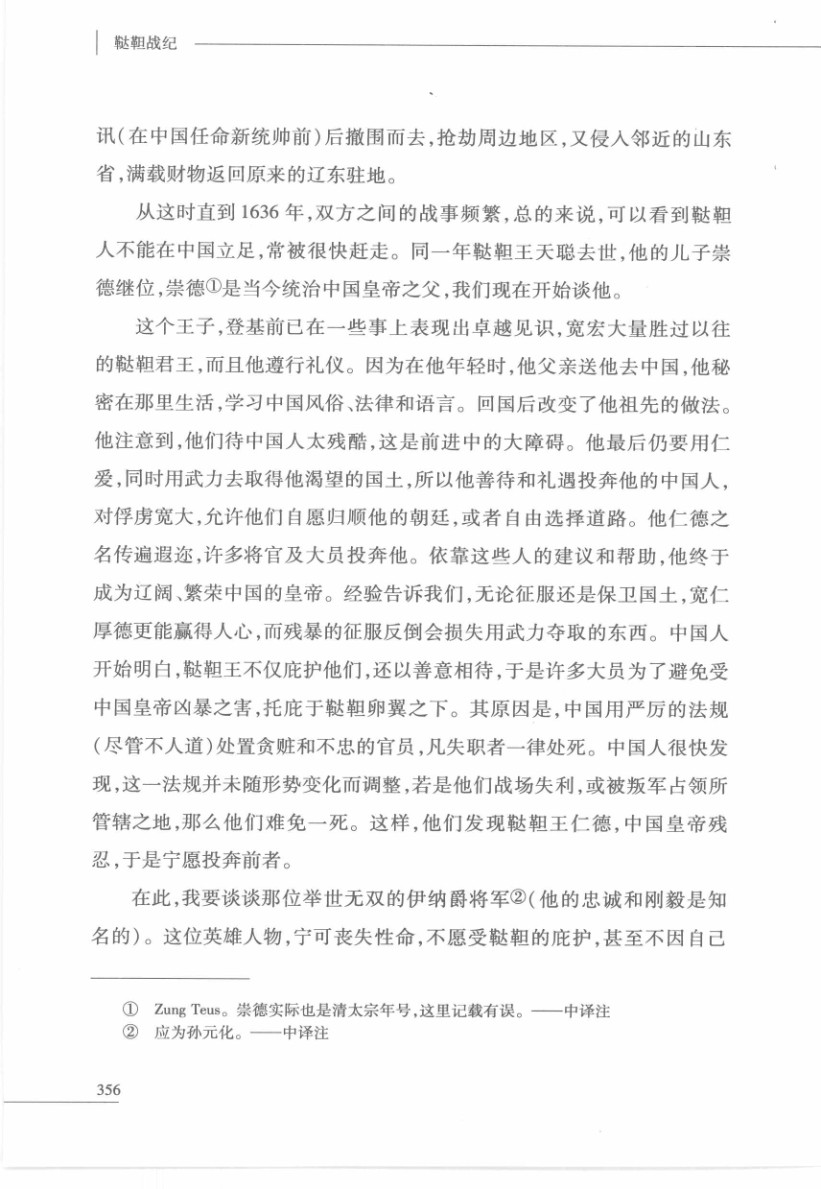 鞑靼战纪
讯(在中国任命新统帅前)后撤围而去,抢劫周边地区,又侵入邻近的山东
省,满载财物返回原来的辽东驻地。
从这时直到1636年,双方之间的战事频繁,总的来说,可以看到鞑靼
人不能在中国立足,常被很快赶走。同一年鞑靼王天聪去世,他的儿子崇
德继位,崇德①是当今统治中国皇帝之父,我们现在开始谈他。
这个王子,登基前已在一些事上表现出卓越见识,宽宏大量胜过以往
的鞑靼君王,而且他遵行礼仪。因为在他年轻时,他父亲送他去中国,他秘
密在那里生活,学习中国风俗、法律和语言。回国后改变了他祖先的做法。
他注意到,他们待中国人太残酷,这是前进中的大障碍。他最后仍要用仁
爱,同时用武力去取得他渴望的国土,所以他善待和礼遇投奔他的中国人,
对俘虏宽大,允许他们自愿归顺他的朝廷,或者自由选择道路。他仁德之
名传遍遐迩,许多将官及大员投奔他。依靠这些人的建议和帮助,他终于
成为辽阔、繁荣中国的皇帝。经验告诉我们,无论征服还是保卫国土,宽仁
厚德更能赢得人心,而残暴的征服反倒会损失用武力夺取的东西。中国人
开始明白,鞑靼王不仅庇护他们,还以善意相待,于是许多大员为了避免受
中国皇帝凶暴之害,托庇于鞑靼卵翼之下。其原因是,中国用严厉的法规
(尽管不人道)处置贪赃和不忠的官员,凡失职者一律处死。中国人很快发
现,这一法规并未随形势变化而调整,若是他们战场失利,或被叛军占领所
管辖之地,那么他们难免一死。这样,他们发现鞑靼王仁德,中国皇帝残
忍,于是宁愿投奔前者。
在此,我要谈谈那位举世无双的伊纳爵将军②(他的忠诚和刚毅是知
名的)。这位英雄人物,宁可丧失性命,不愿受鞑靼的庇护,甚至不因自己
① Zung Teus。崇德实际也是清太宗年号,这里记载有误。——中译注
② 应为孙元化。——中译注
356